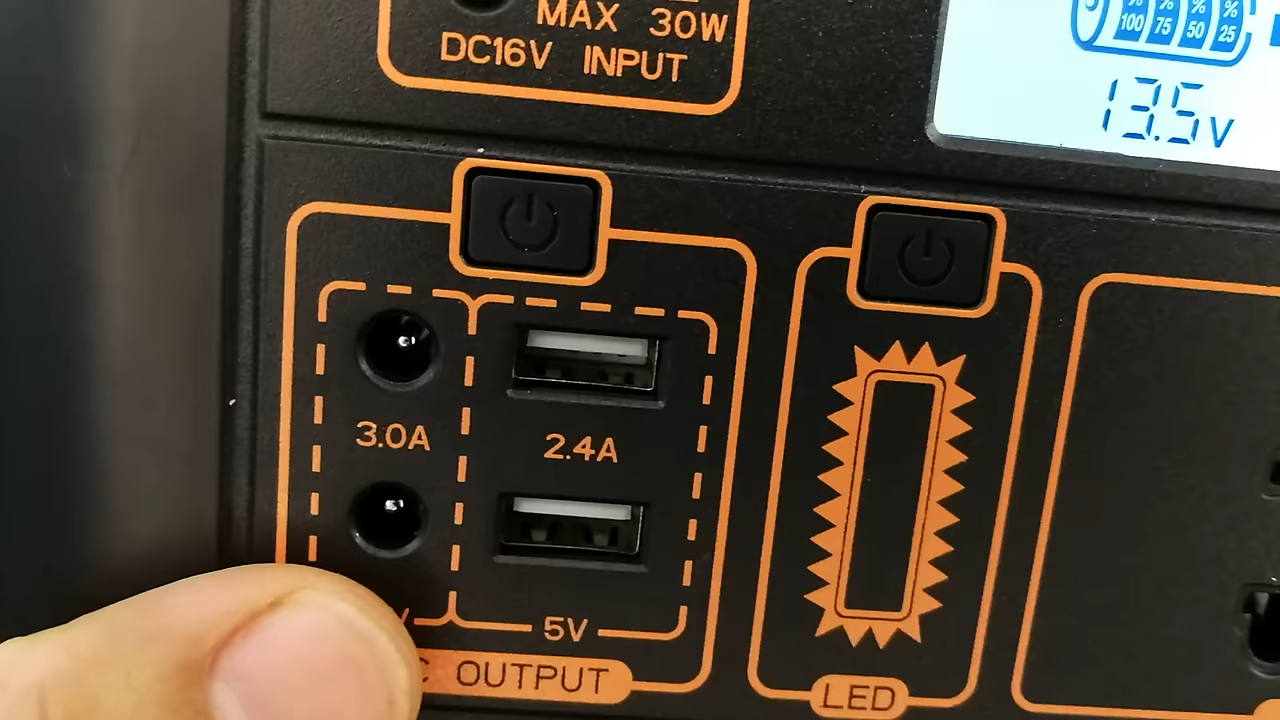 MAX 30W
DC16V INPUT
% % % %
100 75 50 25
13.5V
3.0A
2.4A
5V
OUTPUT
LED